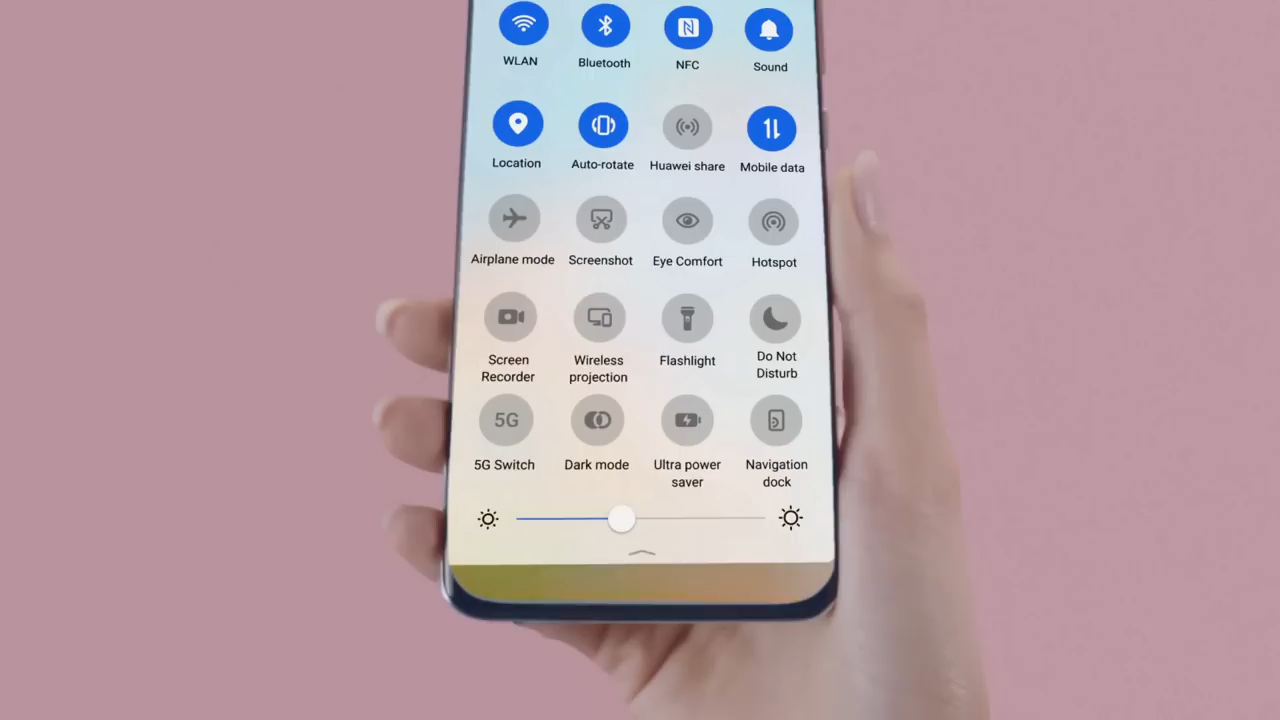 WLAN
Bluetooth
NFC
Sound
Location
Auto-rotate
Huawei share
Mobile data
Airplane mode
Screenshot
Eye Comfort
Hotspot
Screen
Recorder
Wireless
projection
Flashlight
Do Not
Disturb
5G
5G Switch
Dark mode
Ultra power
saver
Navigation
dock